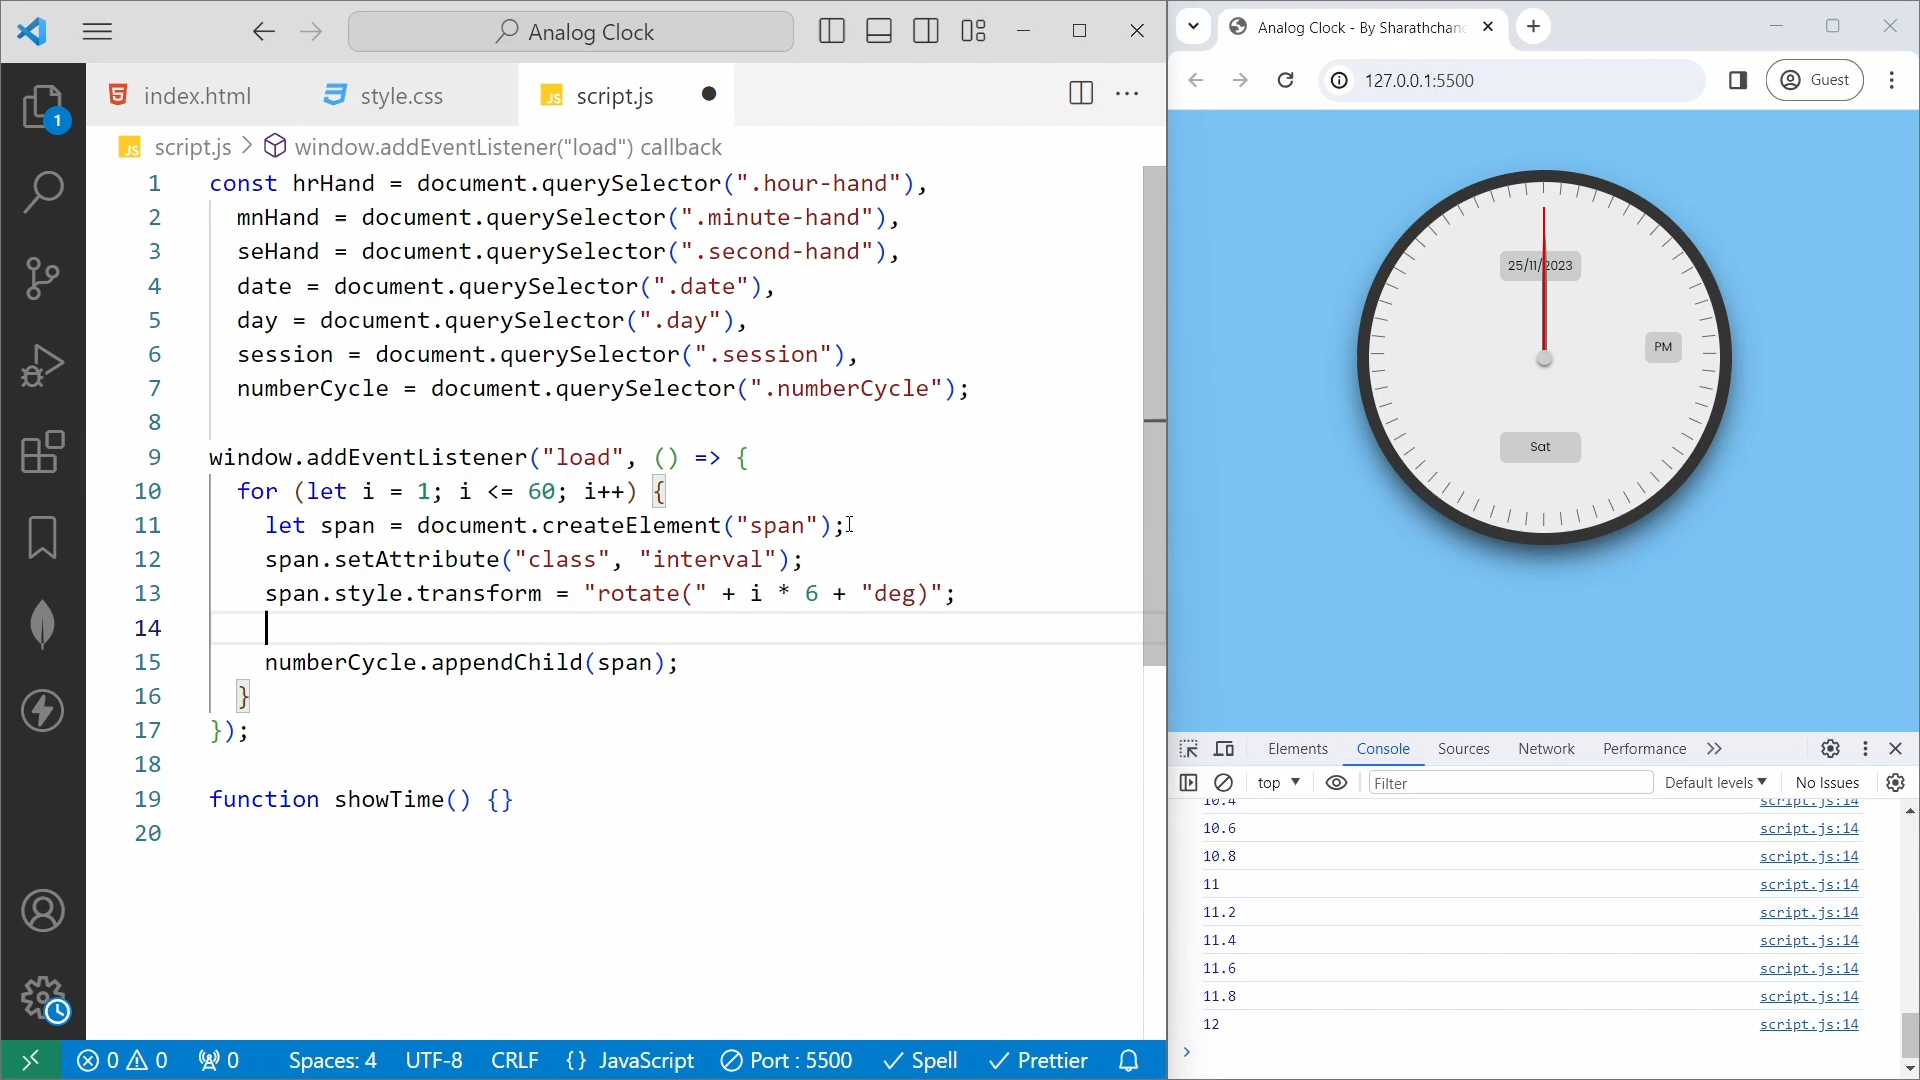 Analog Clock
index.html
style.css
JS script.js
JS script.js > window.addEventListener("load") callback
1 const hrHand = document.querySelector(".hour-hand"),
2 mnHand = document.querySelector(".minute-hand"),
3 seHand = document.querySelector(".second-hand"),
4 date = document.querySelector(".date"),
5 day = document.querySelector(".day"),
6 session = document.querySelector(".session"),
7 numberCycle = document.querySelector(".numberCycle");
8
9 window.addEventListener("load", () => {
10 for (let i = 1; i <= 60; i++) {
11 let span = document.createElement("span");
12 span.setAttribute("class", "interval");
13 span.style.transform = "rotate(" + i * 6 + "deg)";
14
15 numberCycle.appendChild(span);
16 }
17 });
18
19 function showTime() {}
20
1
0 0 0 Spaces: 4 UTF-8 CRLF {} JavaScript Port : 5500 Spell Prettier
Analog Clock - By Sharathchan
127.0.0.1:5500
Guest
25/11/2023
PM
Sat
Elements Console Sources Network Performance
top Filter Default levels No Issues
10.4 script.js:14
10.6 script.js:14
10.8 script.js:14
11 script.js:14
11.2 script.js:14
11.4 script.js:14
11.6 script.js:14
11.8 script.js:14
12 script.js:14